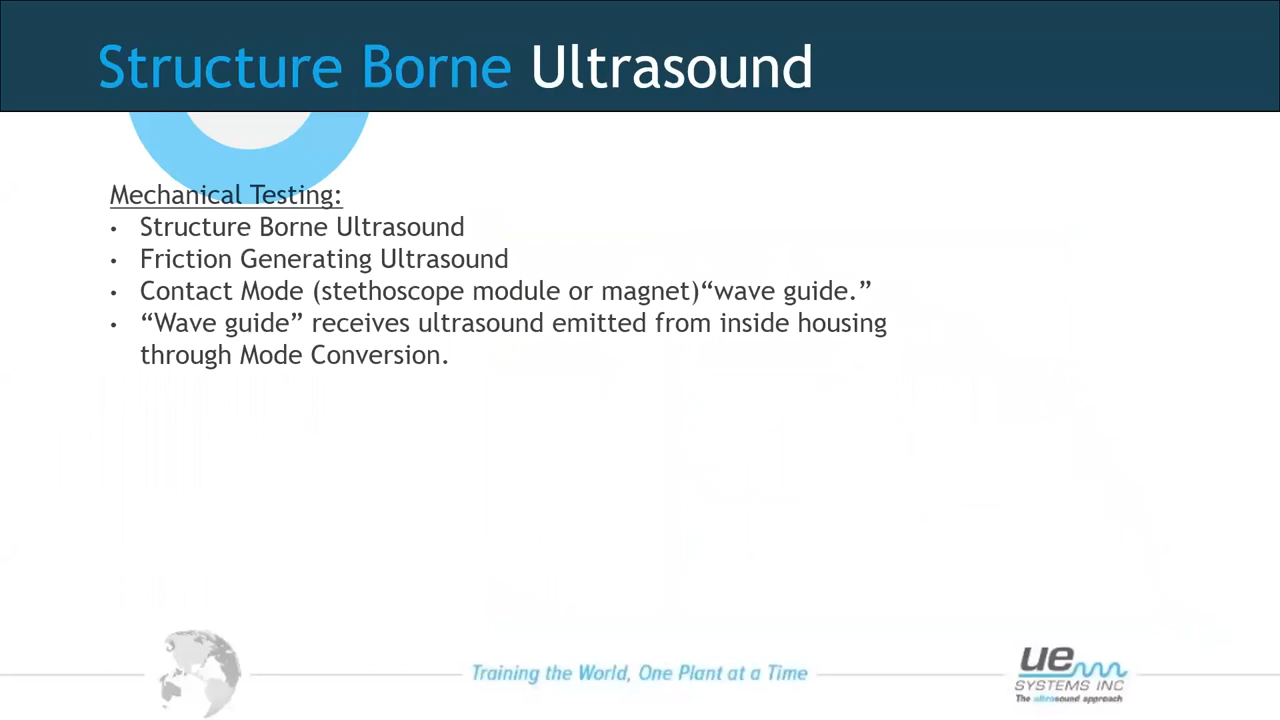 Structure Borne Ultrasound
Mechanical Testing:
• Structure Borne Ultrasound
• Friction Generating Ultrasound
• Contact Mode (stethoscope module or magnet)“wave guide.”
• “Wave guide” receives ultrasound emitted from inside housing
through Mode Conversion.
Training the World, One Plant at a Time
ue
SYSTEMS INC
The ultrasound approach